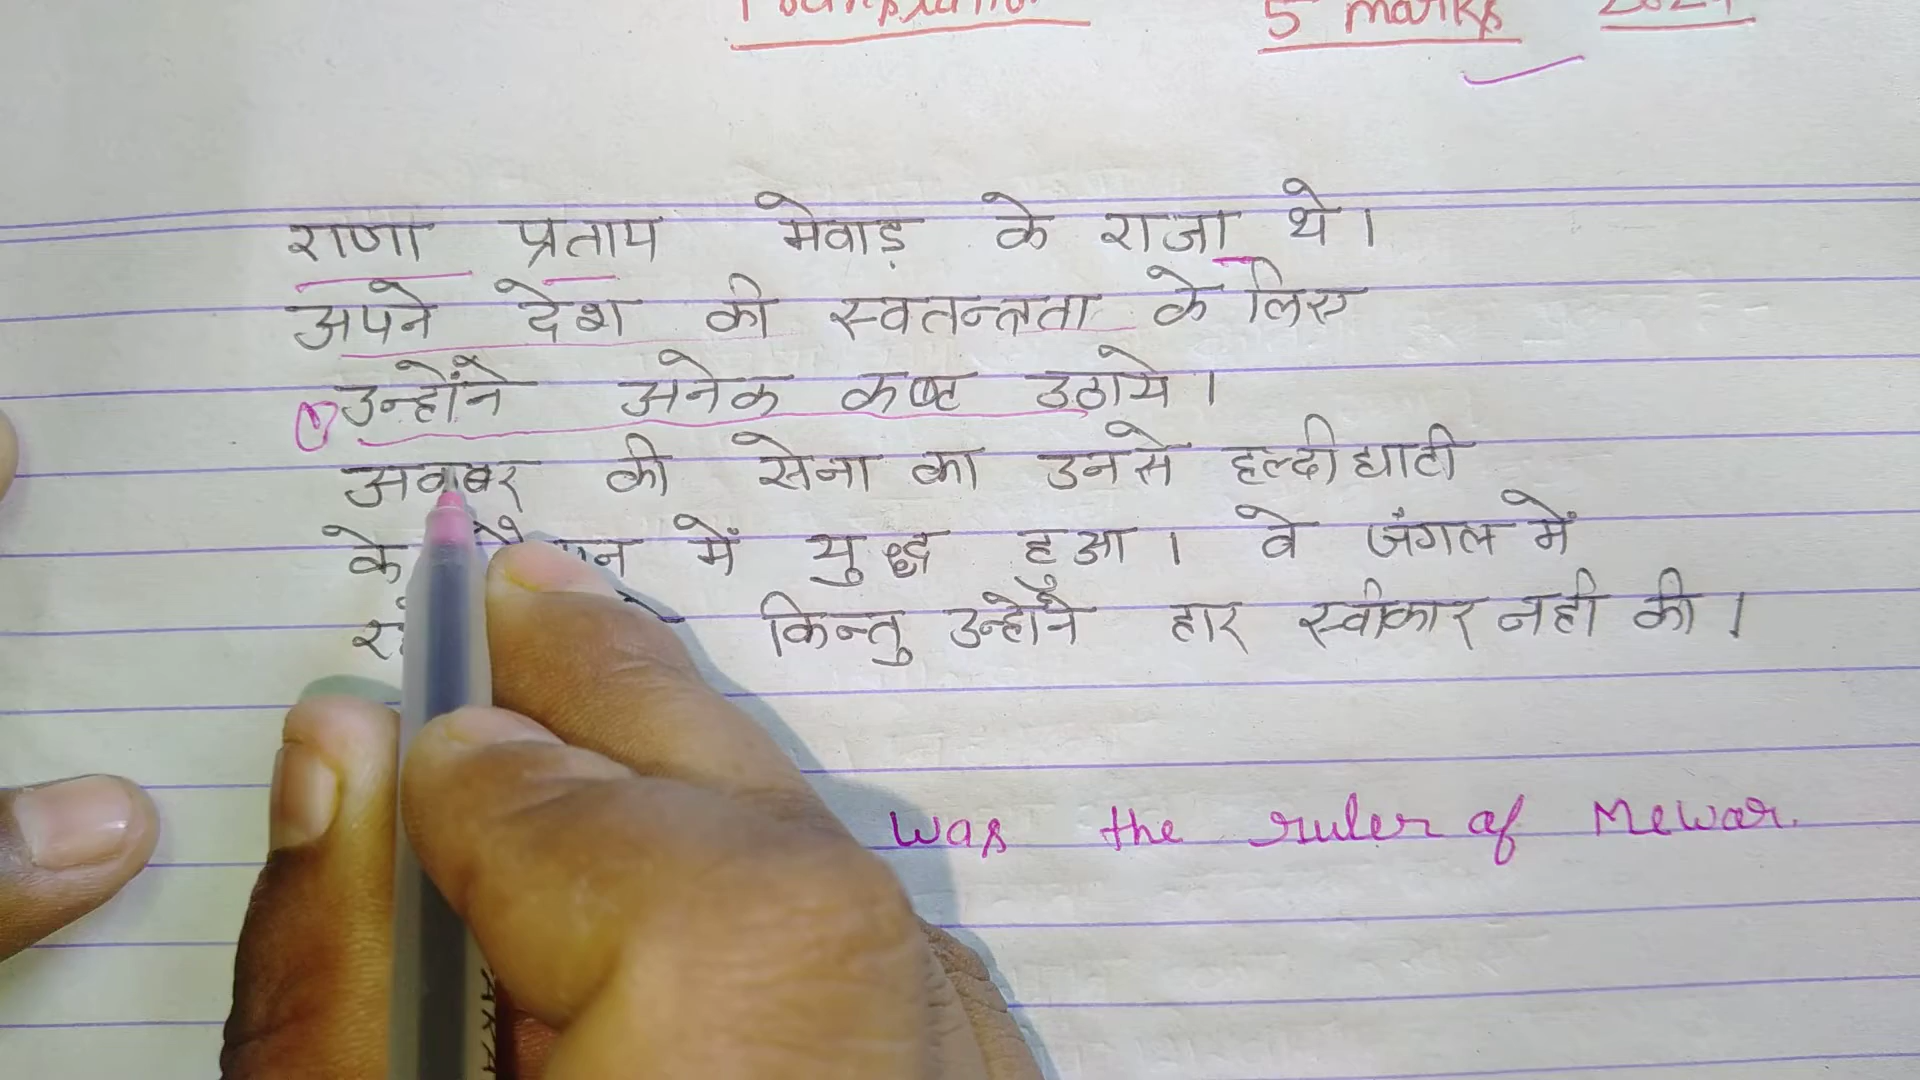 5 marks
राणा प्रताप मेवाड़ के राजा थे।
अपने देश की स्वतन्त्रता के लिए
उन्होंने अनेक कष्ट उठाये।
अकबर की सेना का उनसे हल्दीघाटी
के में युद्ध हुआ। वे जंगल में
किन्तु उन्होंने हार स्वीकार नही की।
was the ruler of Mewar.